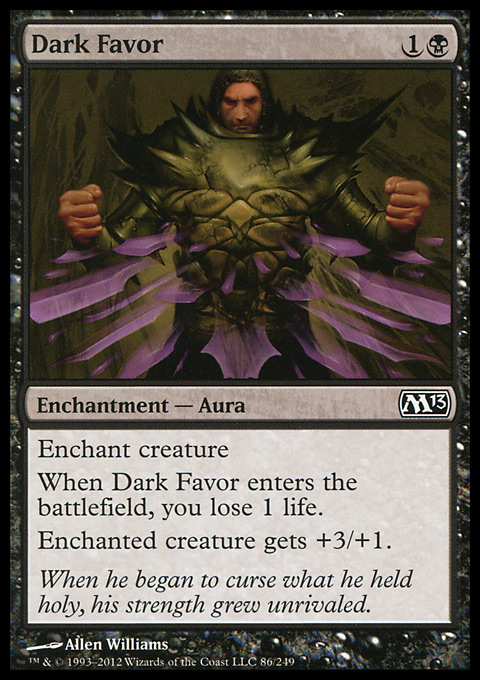 Dark Favor 1
Enchantment — Aura
M13
Enchant creature
When Dark Favor enters the
battlefield, you lose 1 life.
Enchanted creature gets +3/+1.
When he began to curse what he held
holy, his strength grew unrivaled.
Allen Williams
™ & © 1993–2012 Wizards of the Coast LLC 86/249